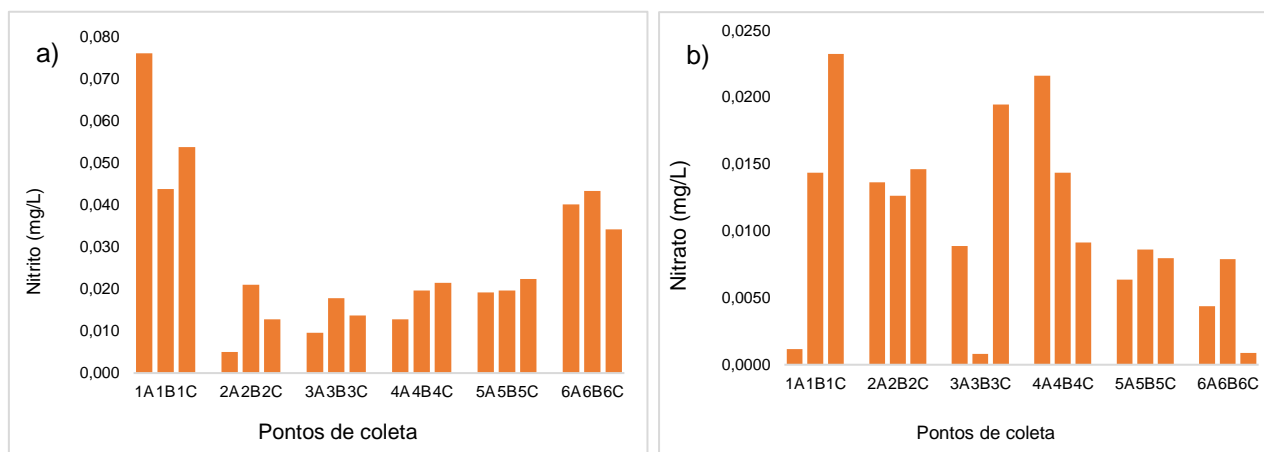 a)
Nitrito (mg/L)
0,080
0,070
0,060
0,050
0,040
0,030
0,020
0,010
0,000
1A1B1C 2A2B2C 3A3B3C 4A4B4C 5A5B5C 6A6B6C
Pontos de coleta
b)
Nitrato (mg/L)
0,0250
0,0200
0,0150
0,0100
0,0050
0,0000
1A1B1C 2A2B2C 3A3B3C 4A4B4C 5A5B5C 6A6B6C
Pontos de coleta